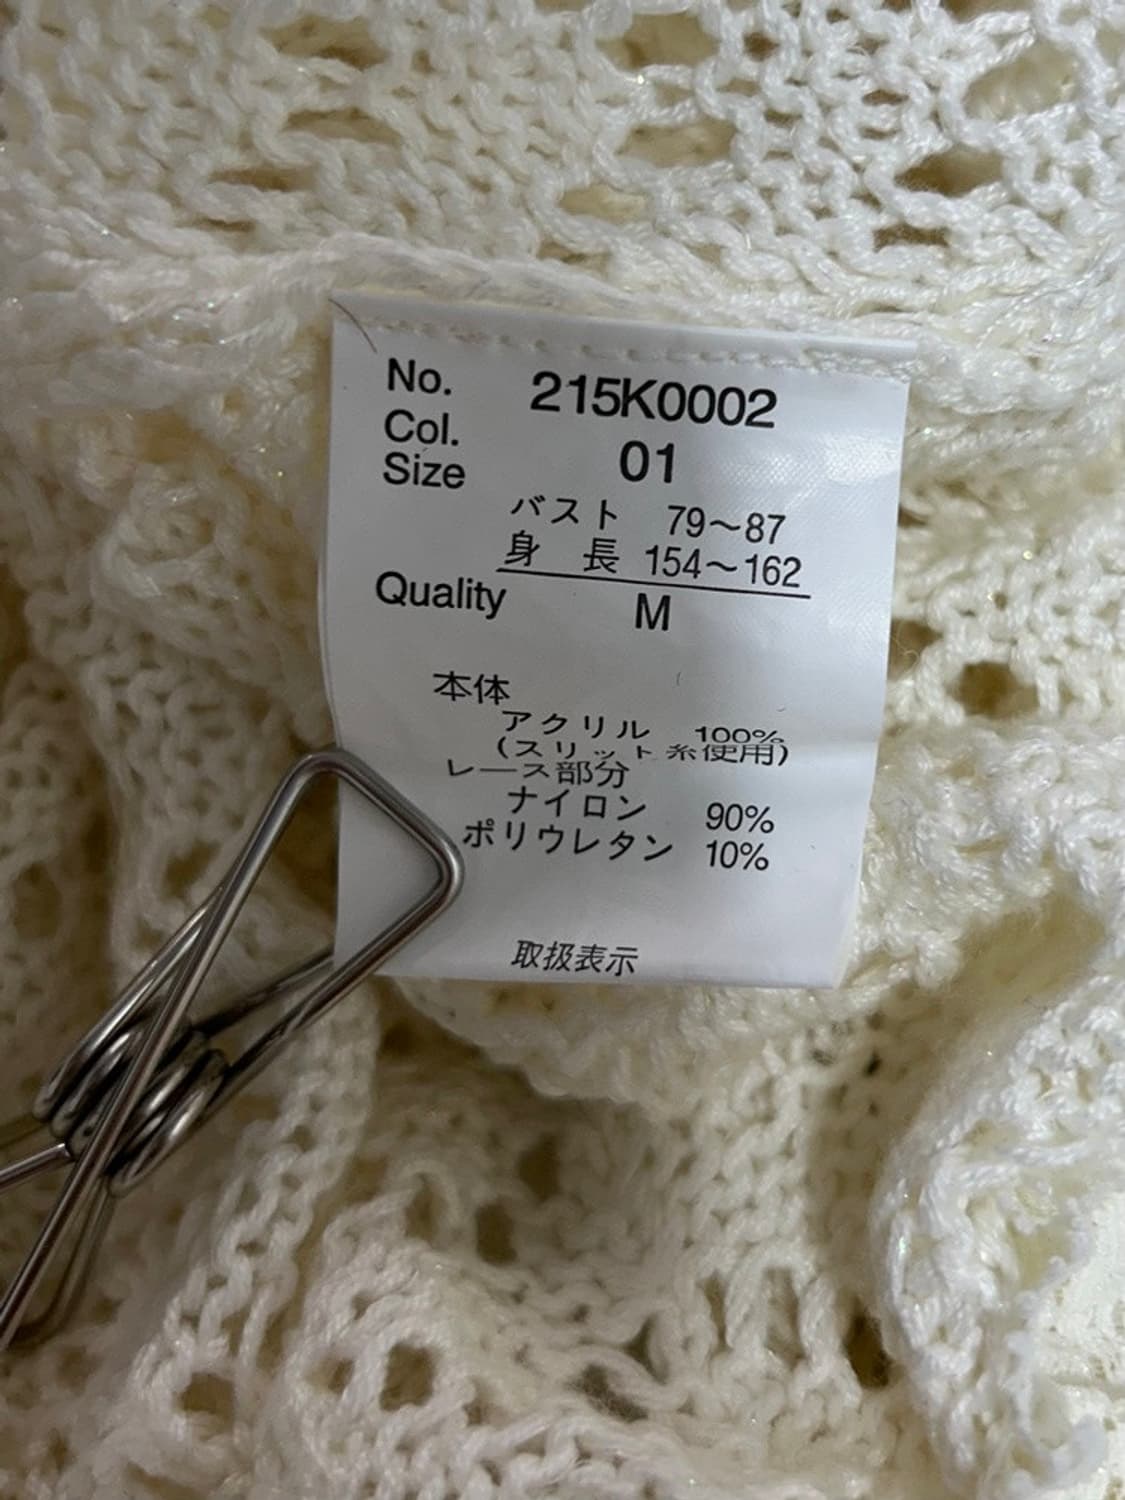 No. 215K0002
Col. 01
Size
バスト 79～87
身 長 154～162
Quality M
本体
アクリル 100%
(スリット糸使用)
レース部分
ナイロン 90%
ポリウレタン 10%
取扱表示